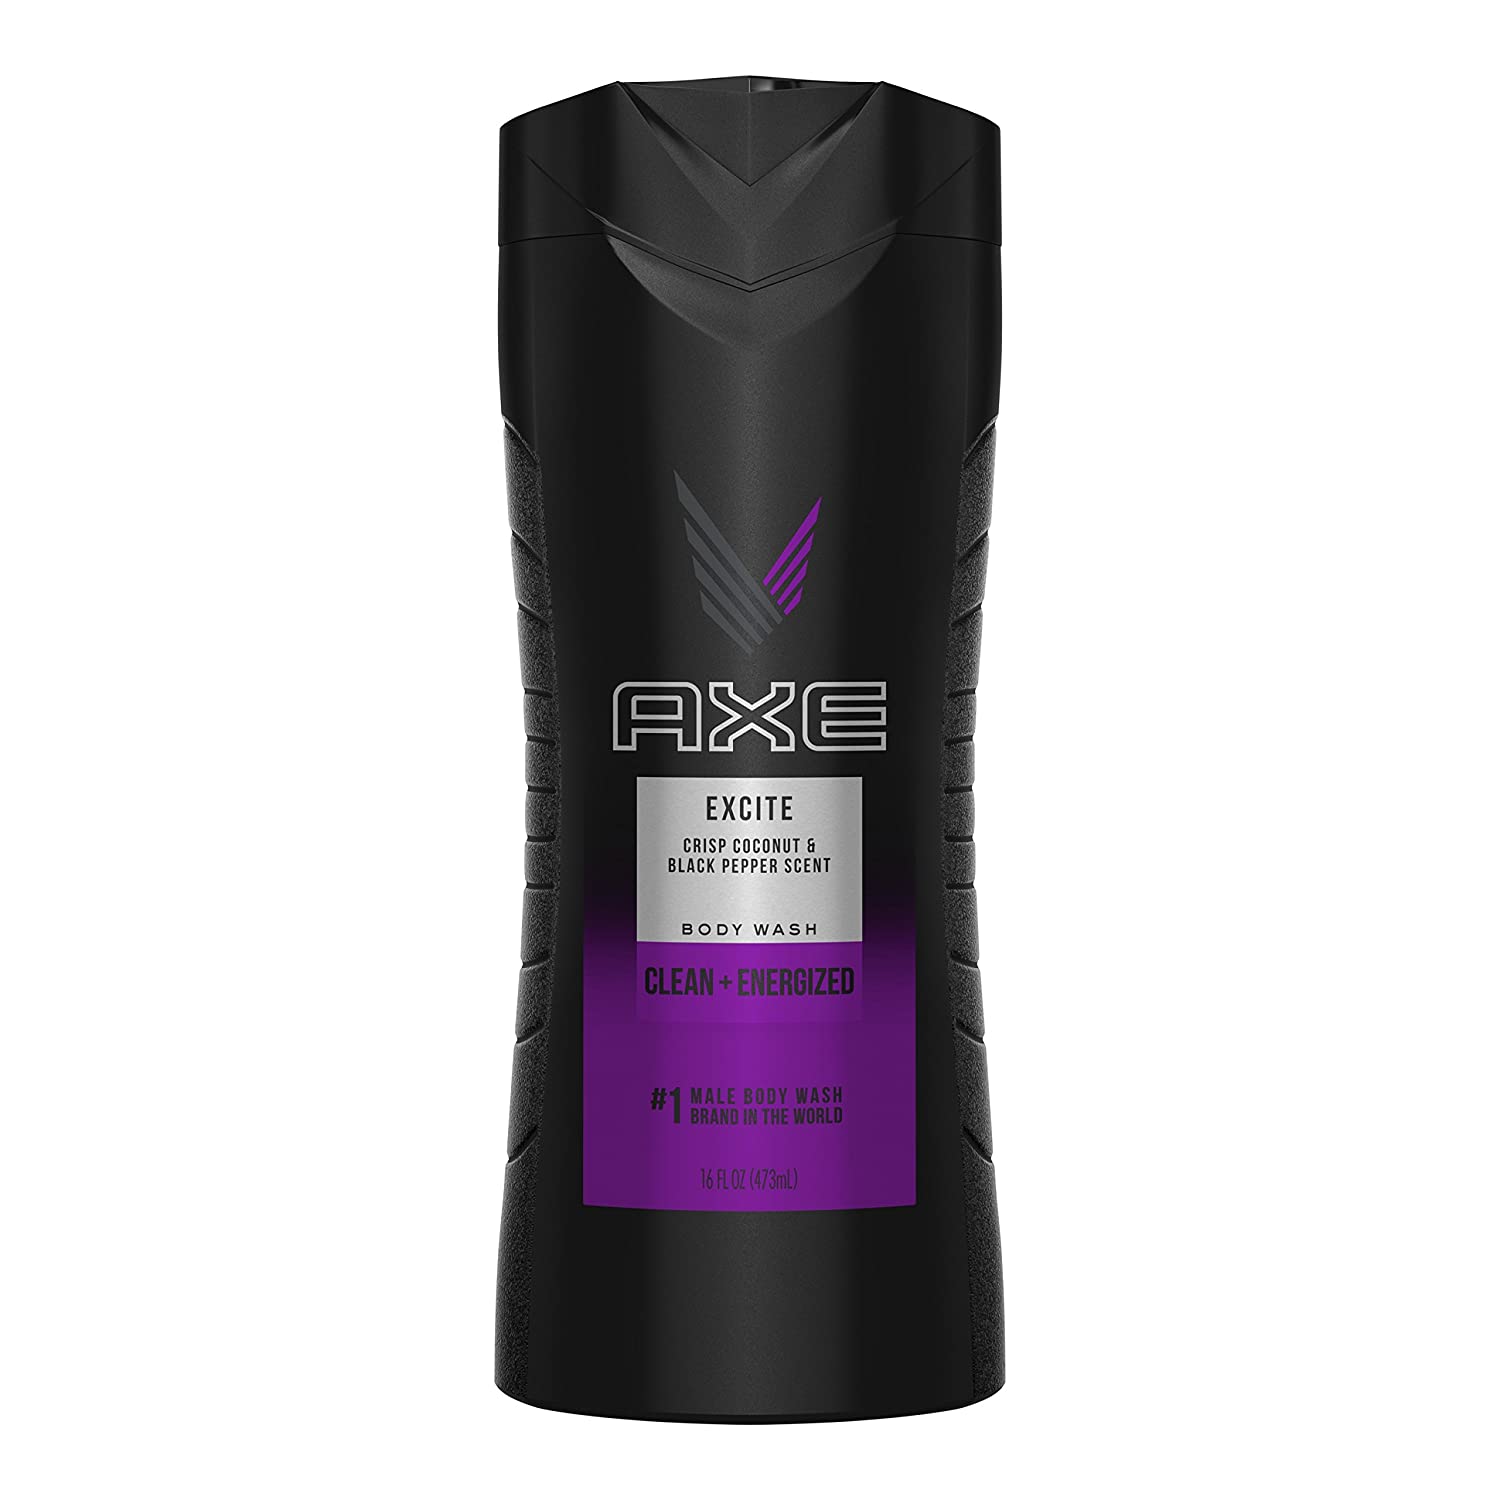 AXE
EXCITE
CRISP COCONUT &
BLACK PEPPER SCENT
BODY WASH
CLEAN + ENERGIZED
#1 MALE BODY WASH
BRAND IN THE WORLD
16 FL OZ (473mL)